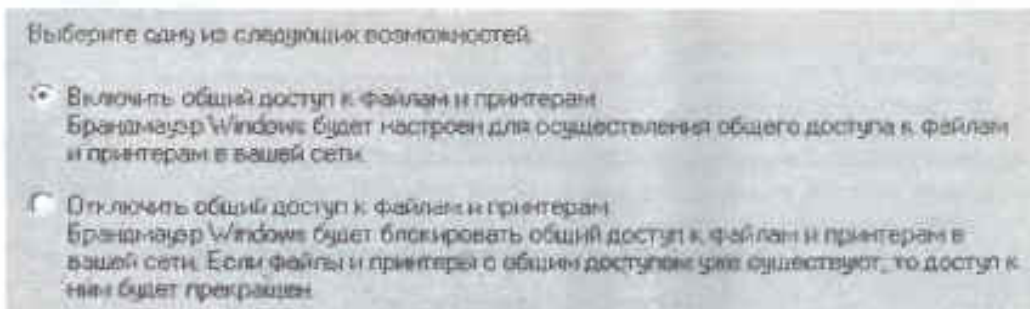 Выберите одну из следующих возможностей.
Включить общий доступ к файлам и принтерам
Брандмауэр Windows будет настроен для осуществления общего доступа к файлам
и принтерам в вашей сети.
Отключить общий доступ к файлам и принтерам
Брандмауэр Windows будет блокировать общий доступ к файлам и принтерам в
вашей сети. Если файлы и принтеры с общим доступом уже существуют, то доступ к
ним будет прекращен.